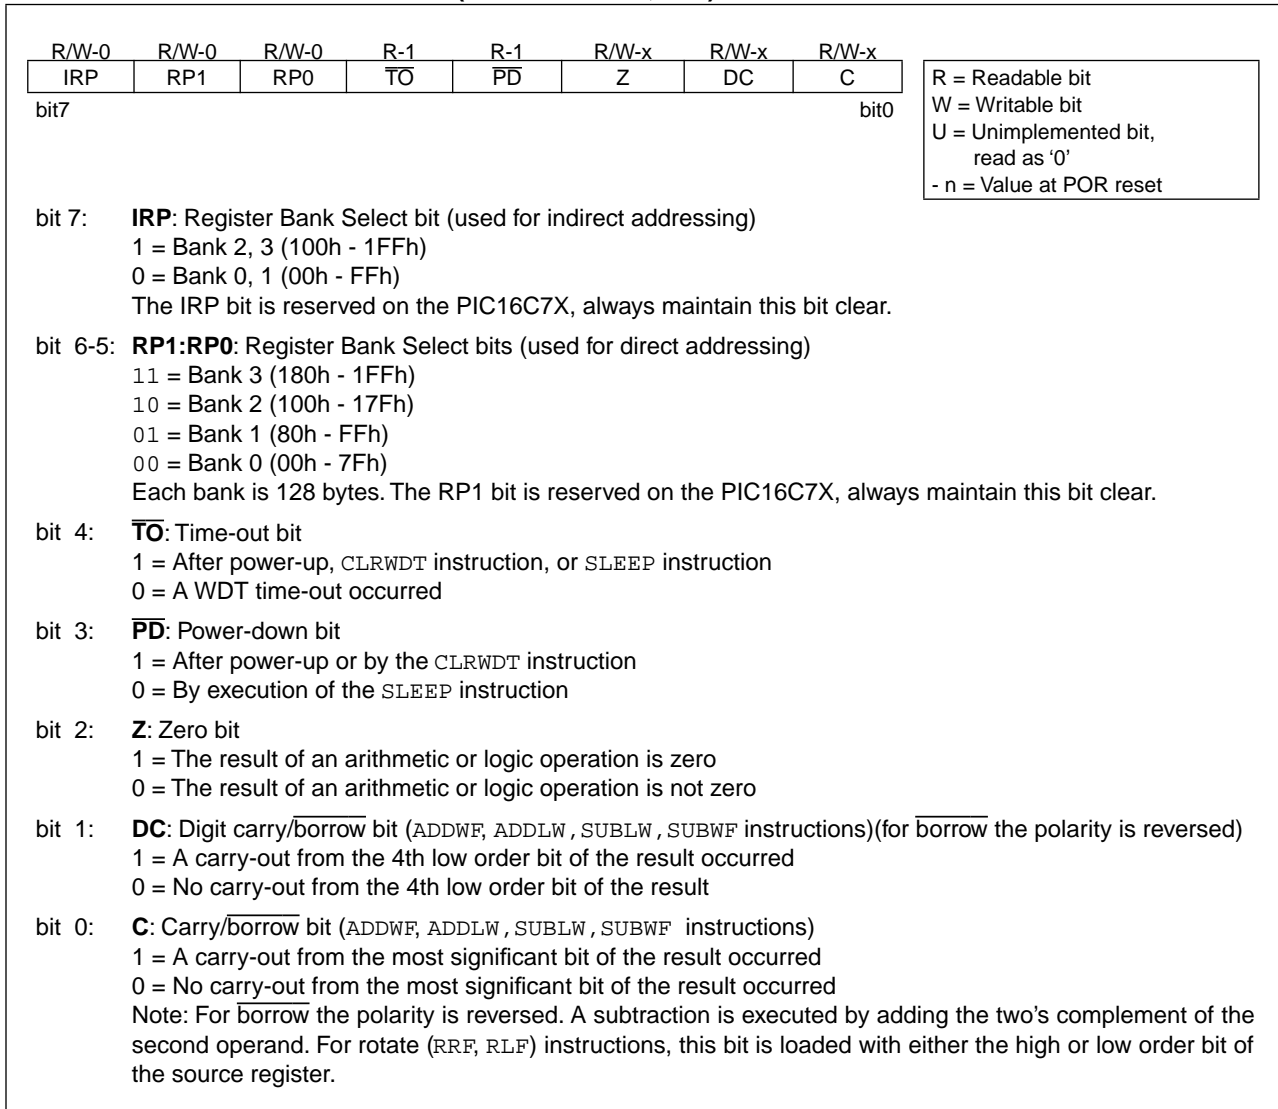 R/W-0 R/W-0 R/W-0 R-1 R-1 R/W-x R/W-x R/W-x
IRP RP1 RP0 TO PD Z DC C
bit7 bit0
R = Readable bit
W = Writable bit
U = Unimplemented bit,
read as ‘0’
- n = Value at POR reset
bit 7: IRP: Register Bank Select bit (used for indirect addressing)
1 = Bank 2, 3 (100h - 1FFh)
0 = Bank 0, 1 (00h - FFh)
The IRP bit is reserved on the PIC16C7X, always maintain this bit clear.
bit 6-5: RP1:RP0: Register Bank Select bits (used for direct addressing)
11 = Bank 3 (180h - 1FFh)
10 = Bank 2 (100h - 17Fh)
01 = Bank 1 (80h - FFh)
00 = Bank 0 (00h - 7Fh)
Each bank is 128 bytes. The RP1 bit is reserved on the PIC16C7X, always maintain this bit clear.
bit 4: TO: Time-out bit
1 = After power-up, CLRWDT instruction, or SLEEP instruction
0 = A WDT time-out occurred
bit 3: PD: Power-down bit
1 = After power-up or by the CLRWDT instruction
0 = By execution of the SLEEP instruction
bit 2: Z: Zero bit
1 = The result of an arithmetic or logic operation is zero
0 = The result of an arithmetic or logic operation is not zero
bit 1: DC: Digit carry/borrow bit (ADDWF, ADDLW, SUBLW, SUBWF instructions)(for borrow the polarity is reversed)
1 = A carry-out from the 4th low order bit of the result occurred
0 = No carry-out from the 4th low order bit of the result
bit 0: C: Carry/borrow bit (ADDWF, ADDLW, SUBLW, SUBWF instructions)
1 = A carry-out from the most significant bit of the result occurred
0 = No carry-out from the most significant bit of the result occurred
Note: For borrow the polarity is reversed. A subtraction is executed by adding the two’s complement of the
second operand. For rotate (RRF, RLF) instructions, this bit is loaded with either the high or low order bit of
the source register.